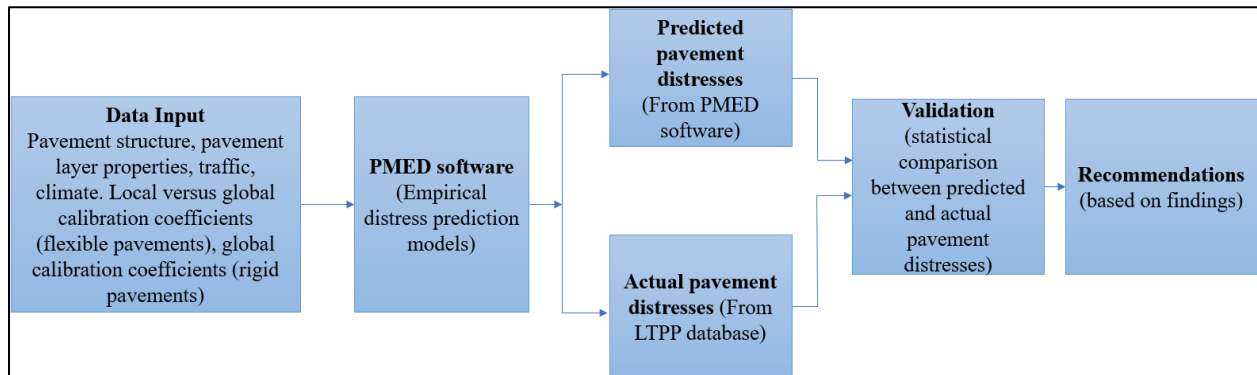 Data Input
Pavement structure, pavement
layer properties, traffic,
climate. Local versus global
calibration coefficients
(flexible pavements), global
calibration coefficients (rigid
pavements)
PMED software
(Empirical
distress prediction
models)
Predicted
pavement
distresses
(From PMED
software)
Actual pavement
distresses (From
LTPP database)
Validation
(statistical
comparison
between predicted
and actual
pavement
distresses)
Recommendations
(based on findings)